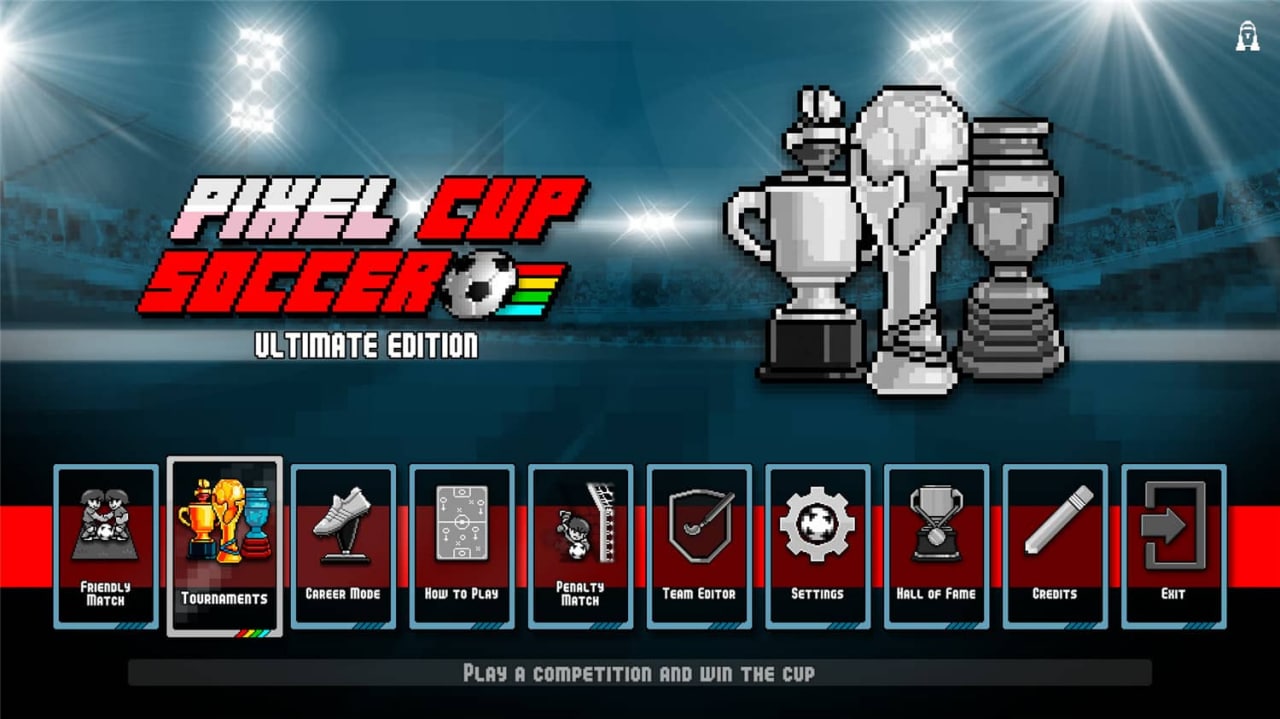 PIXEL CUP
SOCCER
ULTIMATE EDITION
FRIENDLY
MATCH
TOURNAMENTS
CAREER MODE
HOW TO PLAY
PENALTY
MATCH
TEAM EDITOR
SETTINGS
HALL OF FAME
CREDITS
EXIT
PLAY A COMPETITION AND WIN THE CUP